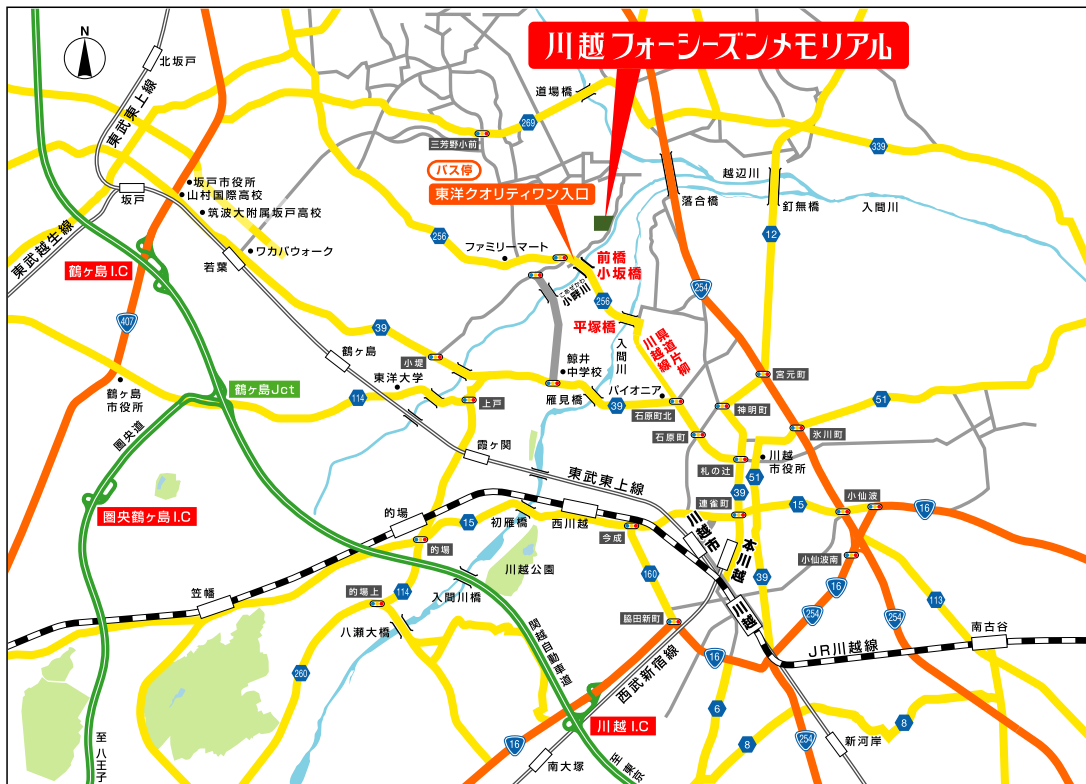 川越フォーシーズンメモリアル
N
北坂戸
東武東上線
道場橋
269
三芳野小前
339
バス停
東洋クオリティワン入口
越辺川
落合橋
釘無橋
入間川
坂戸市役所
山村国際高校
筑波大附属坂戸高校
坂戸
東武越生線
256
12
ワカバウォーク
若葉
ファミリーマート
前橋
小坂橋
鶴ヶ島I.C
こあぜがわ
小畔川
256
254
407
平塚橋
39
入間川
県道片柳
川越線
小堤
鶴ヶ島
鯨井
中学校
東洋大学
宮元町
鶴ヶ島
市役所
鶴ヶ島Jct
114
上戸
雁見橋
39
パイオニア
石原町北
神明町
51
石原町
氷川町
圏央道
霞ヶ関
札の辻
川越
市役所
東武東上線
39
51
圏央鶴ヶ島I.C
的場
15
初雁橋
西川越
今成
連雀町
15
小仙波
16
的場
川越市
本川越
小仙波南
川越公園
160
39
16
笠幡
的場上
114
入間川橋
113
川越
254
八瀬大橋
脇田新町
南古谷
関越自動車道
16
JR川越線
260
西武新宿線
6
8
川越I.C
16
8
254
新河岸
至 八王子
南大塚
至 東京